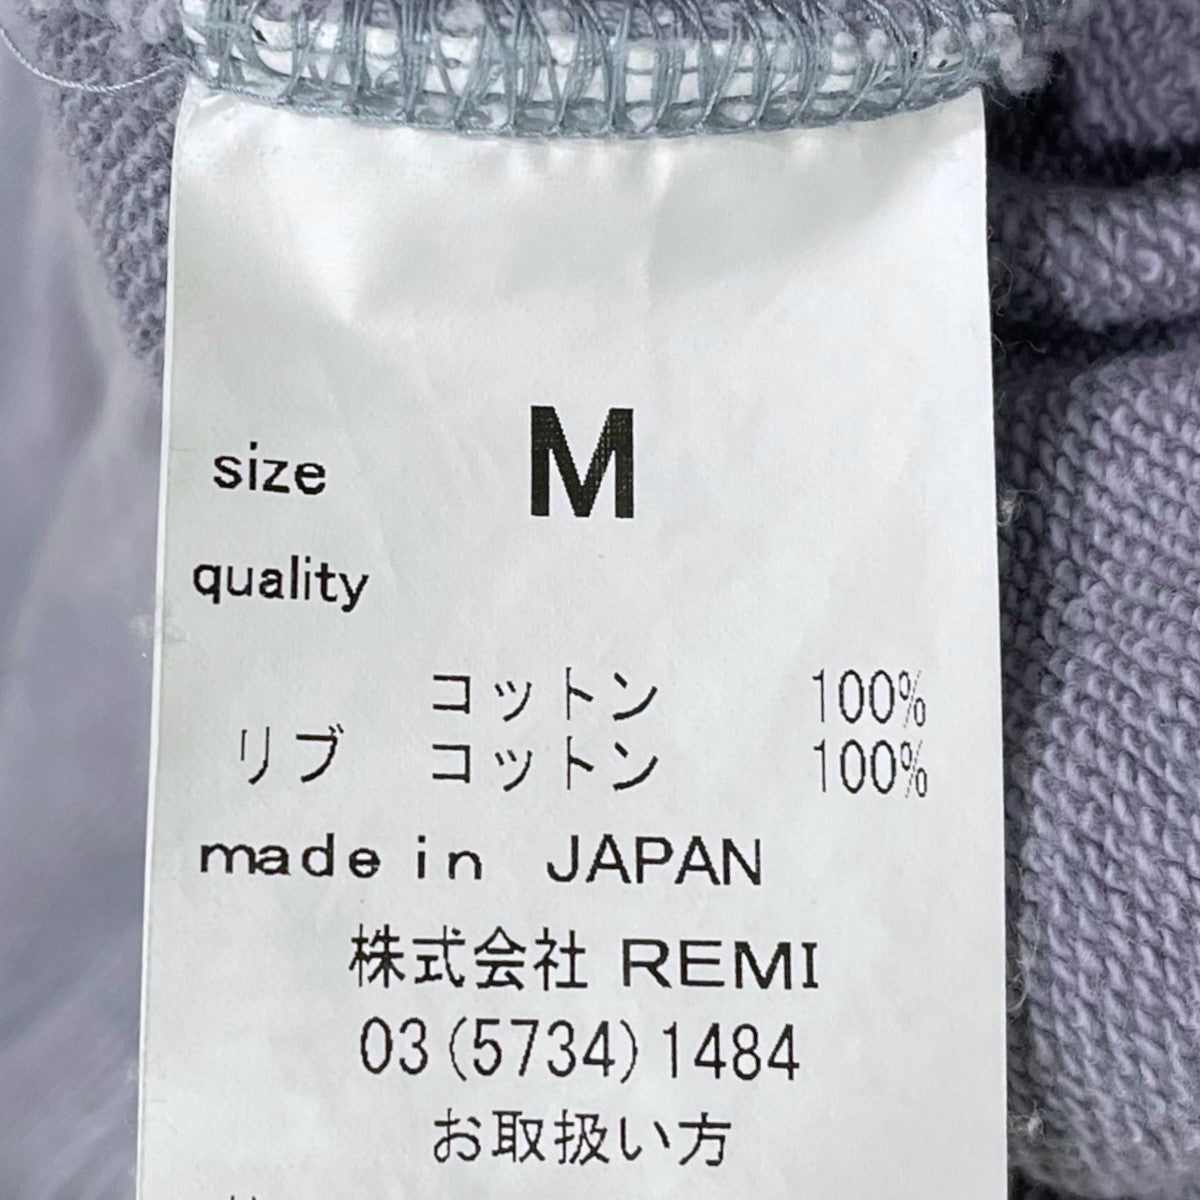 size M
quality
コットン 100%
リブ コットン 100%
made in JAPAN
株式会社 REMI
03(5734)1484
お取扱い方